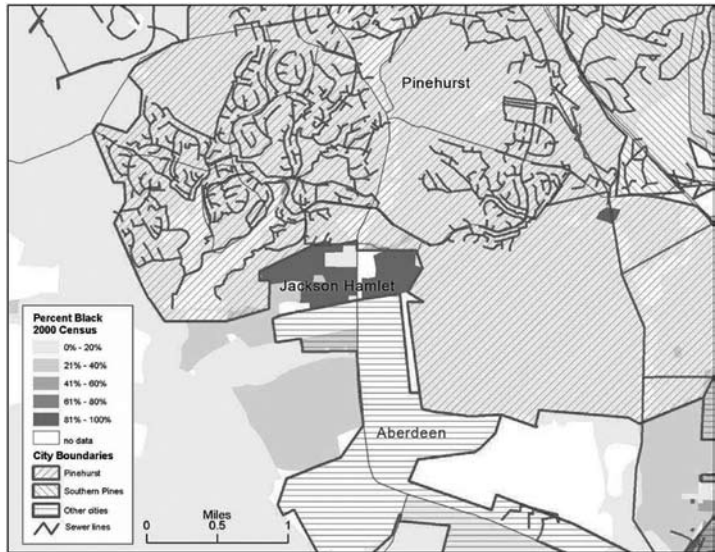 Pinehurst
Jackson Hamlet
Aberdeen
Percent Black
2000 Census
0% - 20%
21% - 40%
41% - 60%
61% - 80%
81% - 100%
no data
City Boundaries
Pinehurst
Southern Pines
Other cities
Sewer lines
Miles
0
0.5
1